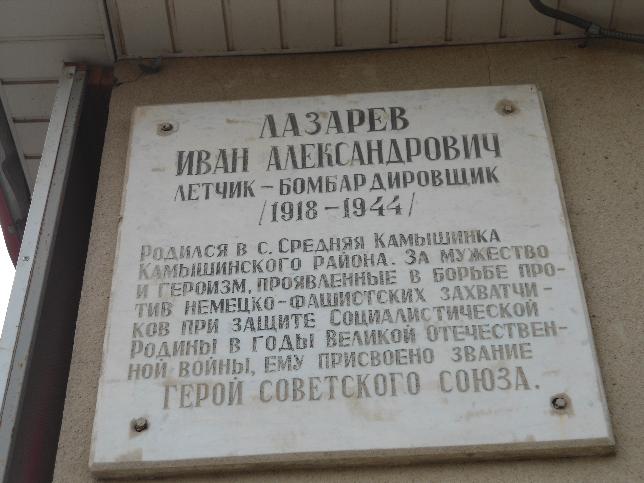 ЛАЗАРЕВ
ИВАН АЛЕКСАНДРОВИЧ
ЛЕТЧИК-БОМБАРДИРОВЩИК
/1918-1944/
РОДИЛСЯ В С. СРЕДНЯЯ КАМЫШИНКА
КАМЫШИНСКОГО РАЙОНА. ЗА МУЖЕСТВО
И ГЕРОИЗМ, ПРОЯВЛЕННЫЕ В БОРЬБЕ ПРО-
ТИВ НЕМЕЦКО-ФАШИСТСКИХ ЗАХВАТЧИ-
КОВ ПРИ ЗАЩИТЕ СОЦИАЛИСТИЧЕСКОЙ
РОДИНЫ В ГОДЫ ВЕЛИКОЙ ОТЕЧЕСТВЕН-
НОЙ ВОЙНЫ, ЕМУ ПРИСВОЕНО ЗВАНИЕ
ГЕРОЙ СОВЕТСКОГО СОЮЗА.